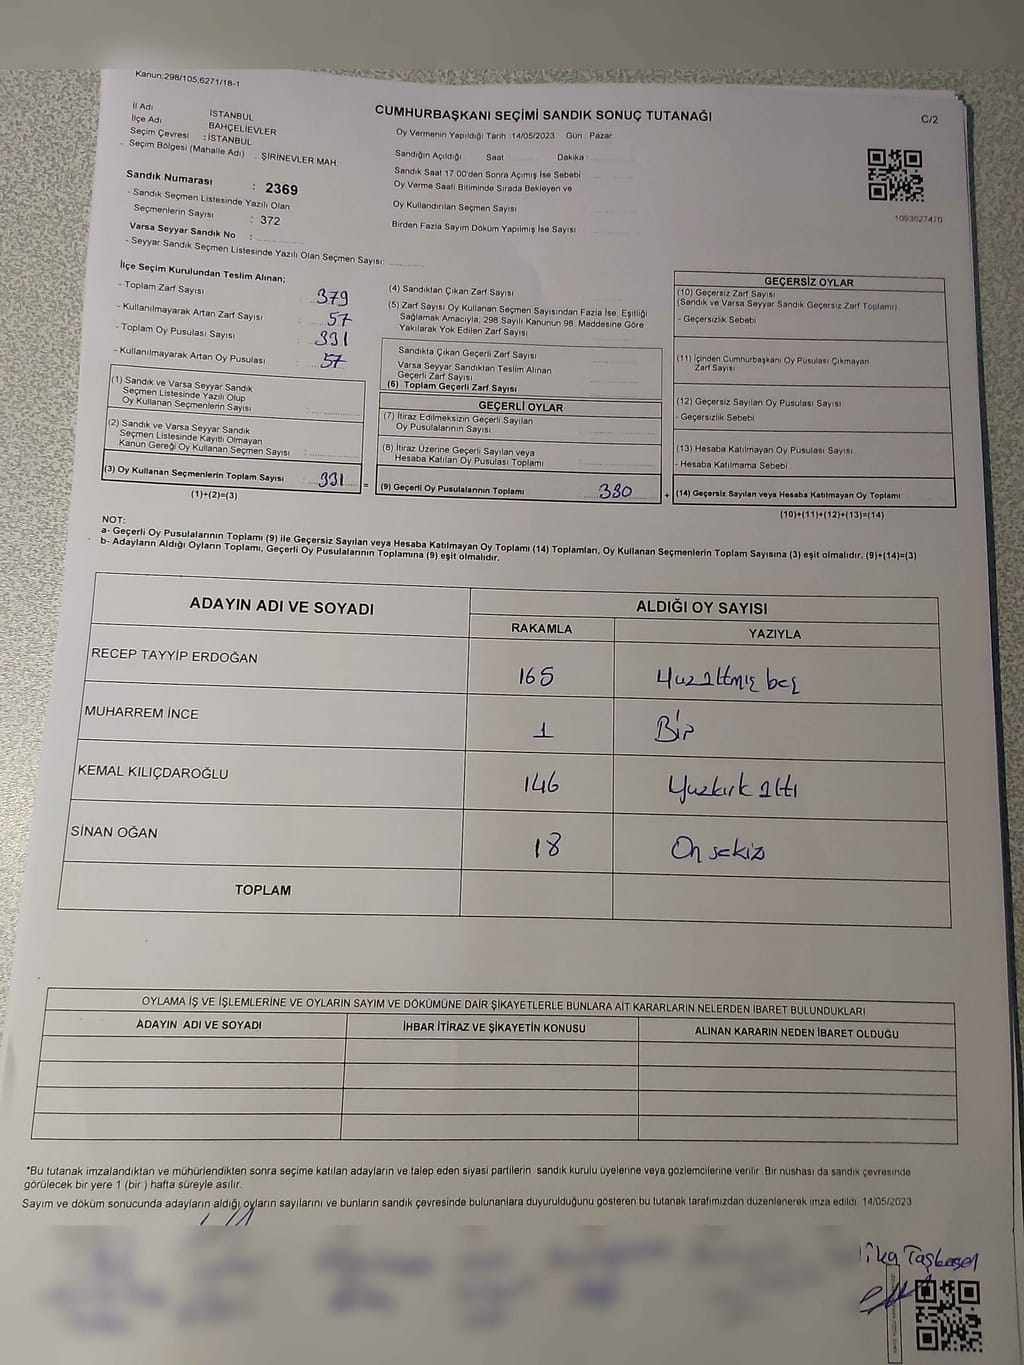 Kanun,298/105,6271/18-1
CUMHURBAŞKANI SEÇİMİ SANDIK SONUÇ TUTANAĞI
C/2
İl Adı İSTANBUL
İlçe Adı BAHÇELİEVLER
Seçim Çevresi : İSTANBUL
Seçim Bölgesi (Mahalle Adı) . ŞİRİNEVLER MAH.
Oy Vermenin Yapıldığı Tarih 14/05/2023 Gün : Pazar
Sandığın Açıldığı Saat Dakika
Sandık Saat 17.00'den Sonra Açımış İse Sebebi
Oy Verme Saati Bitiminde Sırada Bekleyen ve
Oy Kullandırılan Seçmen Sayısı
Birden Fazla Sayım Döküm Yapılmış İse Sayısı
1093627470
Sandık Numarası : 2369
- Sandık Seçmen Listesinde Yazılı Olan
Seçmenlerin Sayısı : 372
Varsa Seyyar Sandık No :
- Seyyar Sandık Seçmen Listesinde Yazılı Olan Seçmen Sayısı:
İlçe Seçim Kurulundan Teslim Alınan;
- Toplam Zarf Sayısı : 379
- Kullanılmayarak Artan Zarf Sayısı : 57
- Toplam Oy Pusulası Sayısı : 331
- Kullanılmayarak Artan Oy Pusulası : 57
(1) Sandık ve Varsa Seyyar Sandık
Seçmen Listesinde Yazılı Olup
Oy Kullanan Seçmenlerin Sayısı :
(2) Sandık ve Varsa Seyyar Sandık
Seçmen Listesinde Kayıtlı Olmayan
Kanun Gereği Oy Kullanan Seçmen Sayısı :
(3) Oy Kullanan Seçmenlerin Toplam Sayısı 331 =
(1)+(2)=(3)
(4) Sandıktan Çıkan Zarf Sayısı
(5) Zarf Sayısı Oy Kullanan Seçmen Sayısından Fazla İse, Eşitliği
Sağlamak Amacıyla, 298 Sayılı Kanunun 98. Maddesine Göre
Yakılarak Yok Edilen Zarf Sayısı
Sandıkta Çıkan Geçerli Zarf Sayısı
Varsa Seyyar Sandıktan Teslim Alınan
Geçerli Zarf Sayısı
(6) Toplam Geçerli Zarf Sayısı
GEÇERLİ OYLAR
(7) İtiraz Edilmeksizin Geçerli Sayılan
Oy Pusulalarının Sayısı
(8) İtiraz Üzerine Geçerli Sayılan veya
Hesaba Katılan Oy Pusulası Toplamı
(9) Geçerli Oy Pusulalarının Toplamı 330 +
GEÇERSİZ OYLAR
(10) Geçersiz Zarf Sayısı
(Sandık ve Varsa Seyyar Sandık Geçersiz Zarf Toplamı)
- Geçersizlik Sebebi
(11) İçinden Cumhurbaşkanı Oy Pusulası Çıkmayan
Zarf Sayısı
(12) Geçersiz Sayılan Oy Pusulası Sayısı
- Geçersizlik Sebebi
(13) Hesaba Katılmayan Oy Pusulası Sayısı
- Hesaba Katılmama Sebebi
(14) Geçersiz Sayılan veya Hesaba Katılmayan Oy Toplamı
(10)+(11)+(12)+(13)=(14)
NOT:
a- Geçerli Oy Pusulalarının Toplamı (9) ile Geçersiz Sayılan veya Hesaba Katılmayan Oy Toplamı (14) Toplamları, Oy Kullanan Seçmenlerin Toplam Sayısına (3) eşit olmalıdır. (9)+(14)=(3)
b- Adayların Aldığı Oyların Toplamı, Geçerli Oy Pusulalarının Toplamına (9) eşit olmalıdır.
ADAYIN ADI VE SOYADI ALDIĞI OY SAYISI
RAKAMLA YAZIYLA
RECEP TAYYİP ERDOĞAN 165 Yüzaltmış beş
MUHARREM İNCE 1 Bir
KEMAL KILIÇDAROĞLU 146 Yüzkırk altı
SİNAN OĞAN 18 On sekiz
TOPLAM
OYLAMA İŞ VE İŞLEMLERİNE VE OYLARIN SAYIM VE DÖKÜMÜNE DAİR ŞİKAYETLERLE BUNLARA AİT KARARLARIN NELERDEN İBARET BULUNDUKLARI
ADAYIN ADI VE SOYADI İHBAR İTİRAZ VE ŞİKAYETİN KONUSU ALINAN KARARIN NEDEN İBARET OLDUĞU
*Bu tutanak imzalandıktan ve mühürlendikten sonra seçime katılan adayların ve talep eden siyasi partilerin sandık kurulu üyelerine veya gözlemcilerine verilir. Bir nüshası da sandık çevresinde
görülecek bir yere 1 (bir ) hafta süreyle asılır.
Sayım ve döküm sonucunda adayların aldığı oyların sayılarını ve bunların sandık çevresinde bulunanlara duyurulduğunu gösteren bu tutanak tarafımızdan düzenlenerek imza edildi. 14/05/2023